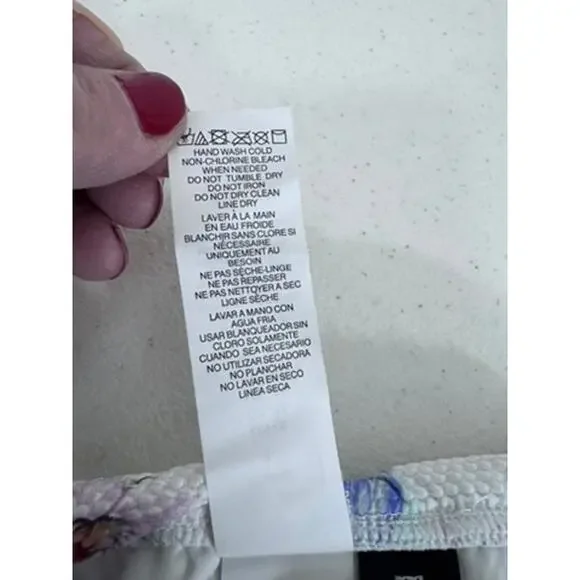 HAND WASH COLD
NON-CHLORINE BLEACH
WHEN NEEDED
DO NOT TUMBLE DRY
DO NOT IRON
DO NOT DRY CLEAN
LINE DRY
LAVER À LA MAIN
EN EAU FROIDE
BLANCHIR SANS CLORE SI
NÉCESSAIRE
UNIQUEMENT AU
BESOIN
NE PAS SÈCHE-LINGE
NE PAS REPASSER
NE PAS NETTOYER A SEC
LIGNE SÈCHE
LAVAR A MANO CON
AGUA FRIA
USAR BLANQUEADOR SIN
CLORO SOLAMENTE
CUANDO SEA NECESARIO
NO UTILIZAR SECADORA
NO PLANCHAR
NO LAVAR EN SECO
LINEA SECA